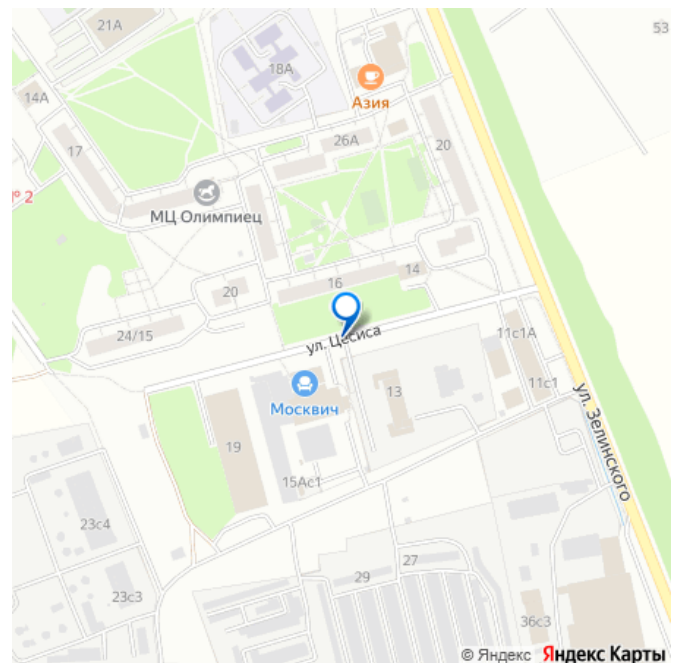 21А
53
18А
14А
Азия
17
26А
20
№ 2
МЦ Олимпиец
16
14
20
24/15
ул. Цесиса
11с1А
11с1
Москвич
13
ул. Зелинского
19
15Ас1
23с4
27
29
23с3
36с3
© Яндекс Яндекс Карты